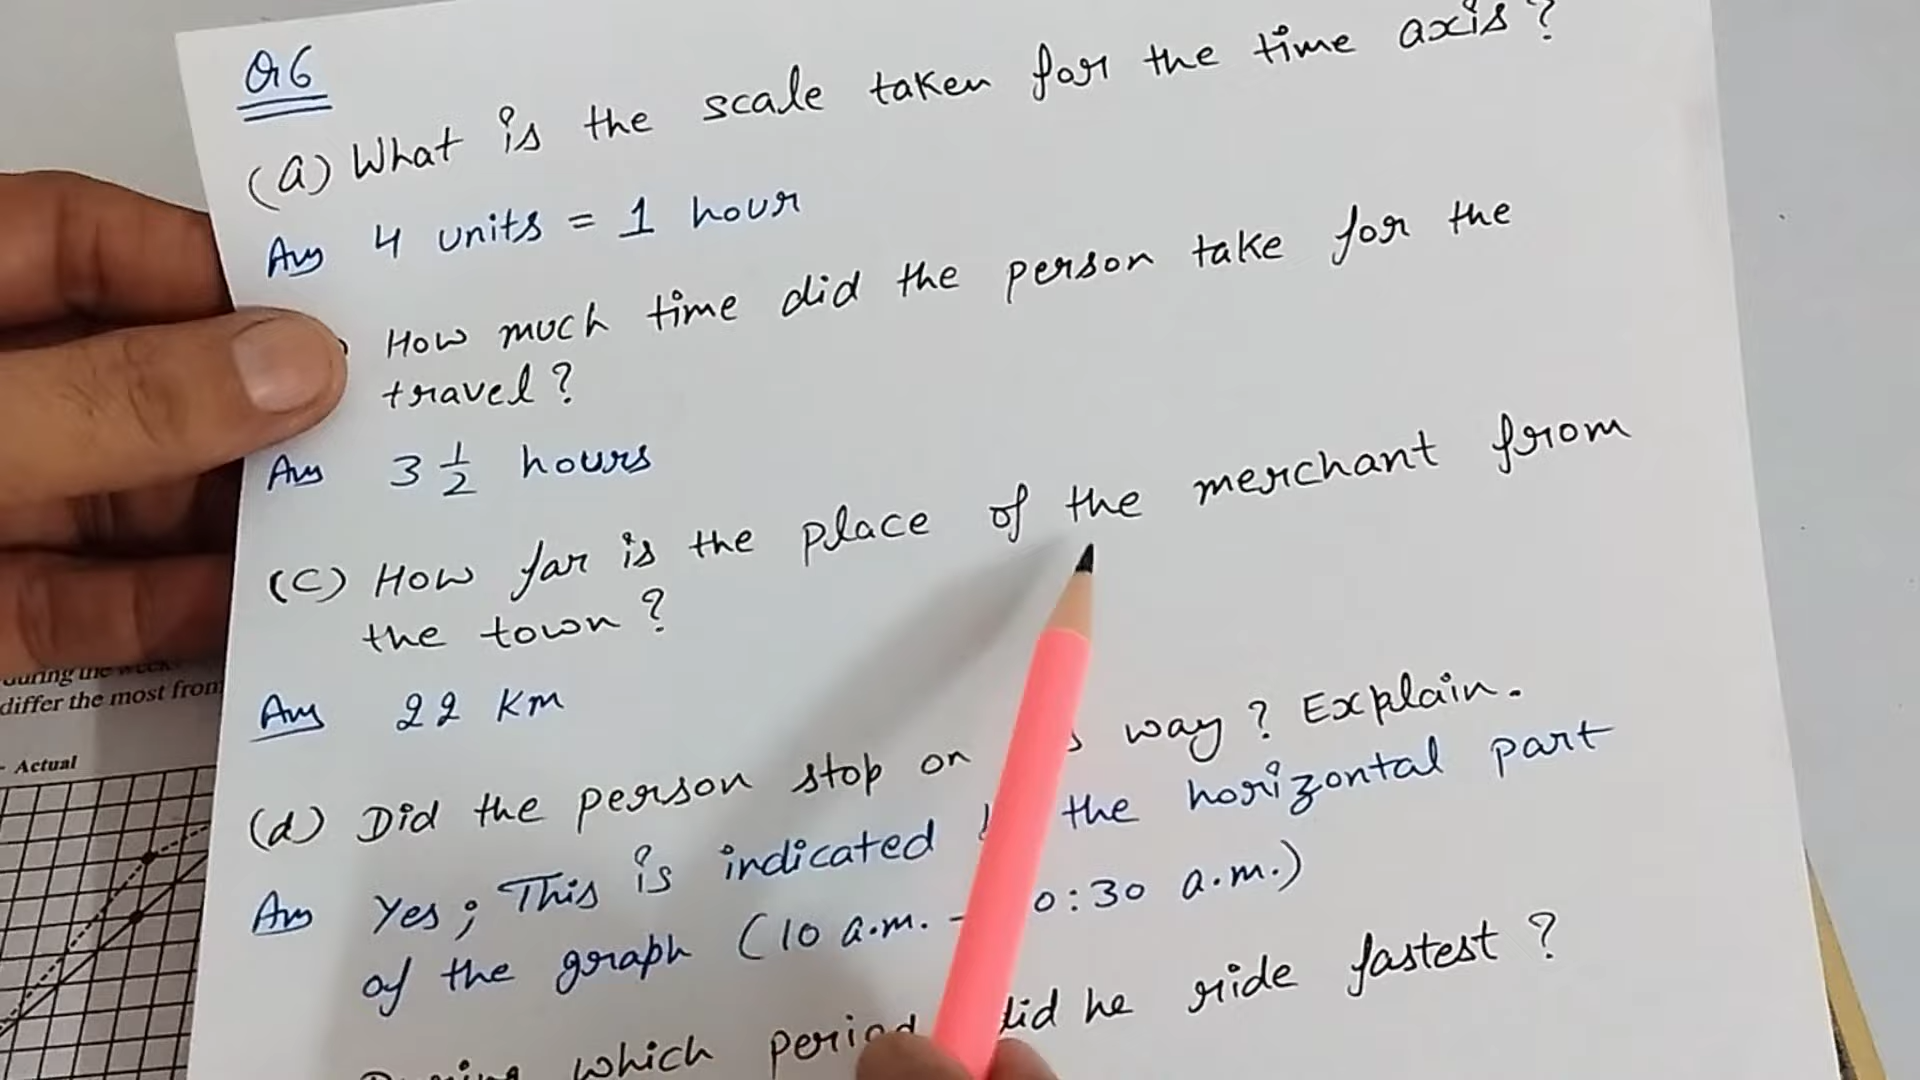 Q6
(a) What is the scale taken for the time axis?
Ans 4 units = 1 hour
How much time did the person take for the
travel?
Ans 3 1/2 hours
(C) How far is the place of the merchant from
the town?
Ans 22 Km
(d) Did the person stop on way? Explain.
Ans Yes; This is indicated the horizontal part
of the graph (10 a.m. - 0:30 a.m.)
which period did he ride fastest?
during the week
differ the most from
- Actual